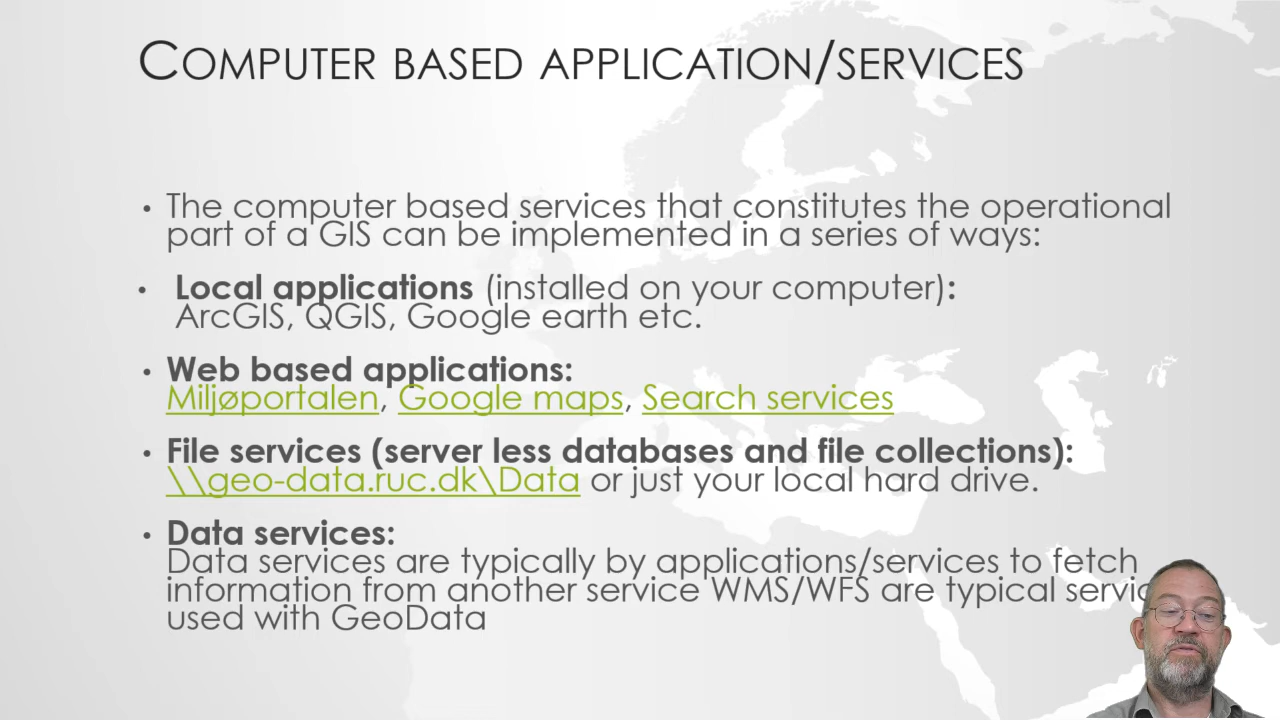 COMPUTER BASED APPLICATION/SERVICES
• The computer based services that constitutes the operational
part of a GIS can be implemented in a series of ways:
• Local applications (installed on your computer):
ArcGIS, QGIS, Google earth etc.
• Web based applications:
Miljøportalen, Google maps, Search services
• File services (server less databases and file collections):
\\geo-data.ruc.dk\Data or just your local hard drive.
• Data services:
Data services are typically by applications/services to fetch
information from another service WMS/WFS are typical
used with GeoData